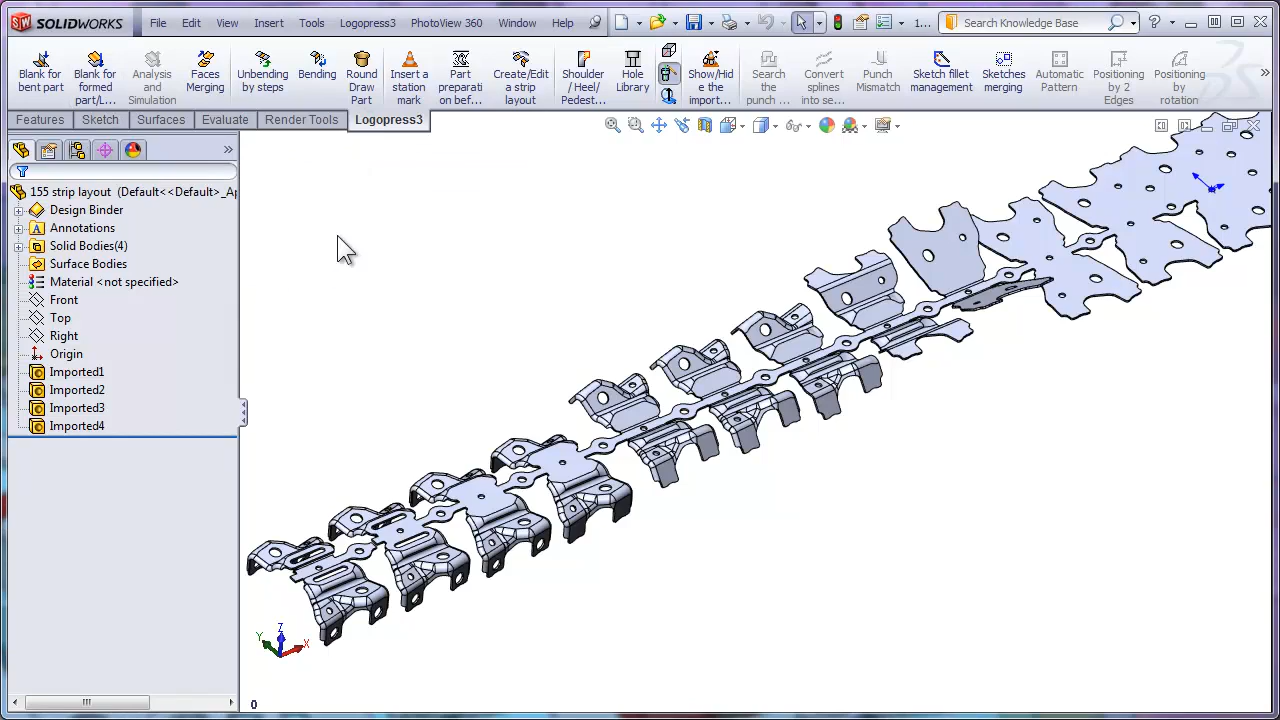 SOLIDWORKS File Edit View Insert Tools Logopress3 PhotoView 360 Window Help 1... Search Knowledge Base ?
Blank for bent part
Blank for formed part/L...
Analysis and Simulation
Faces Merging
Unbending by steps
Bending
Round Draw Part
Insert a station mark
Part preparati on bef...
Create/Edit a strip layout
Shoulder / Heel/ Pedest...
Hole Library
Show/Hid e the import...
Search the punch ...
Convert splines into se...
Punch Mismatch
Sketch fillet management
Sketches merging
Automatic Pattern
Positioning by 2 Edges
Positioning by rotation
Features Sketch Surfaces Evaluate Render Tools Logopress3
155 strip layout (Default<<Default>_Ap
Design Binder
Annotations
Solid Bodies(4)
Surface Bodies
Material <not specified>
Front
Top
Right
Origin
Imported1
Imported2
Imported3
Imported4
Z
Y X
0